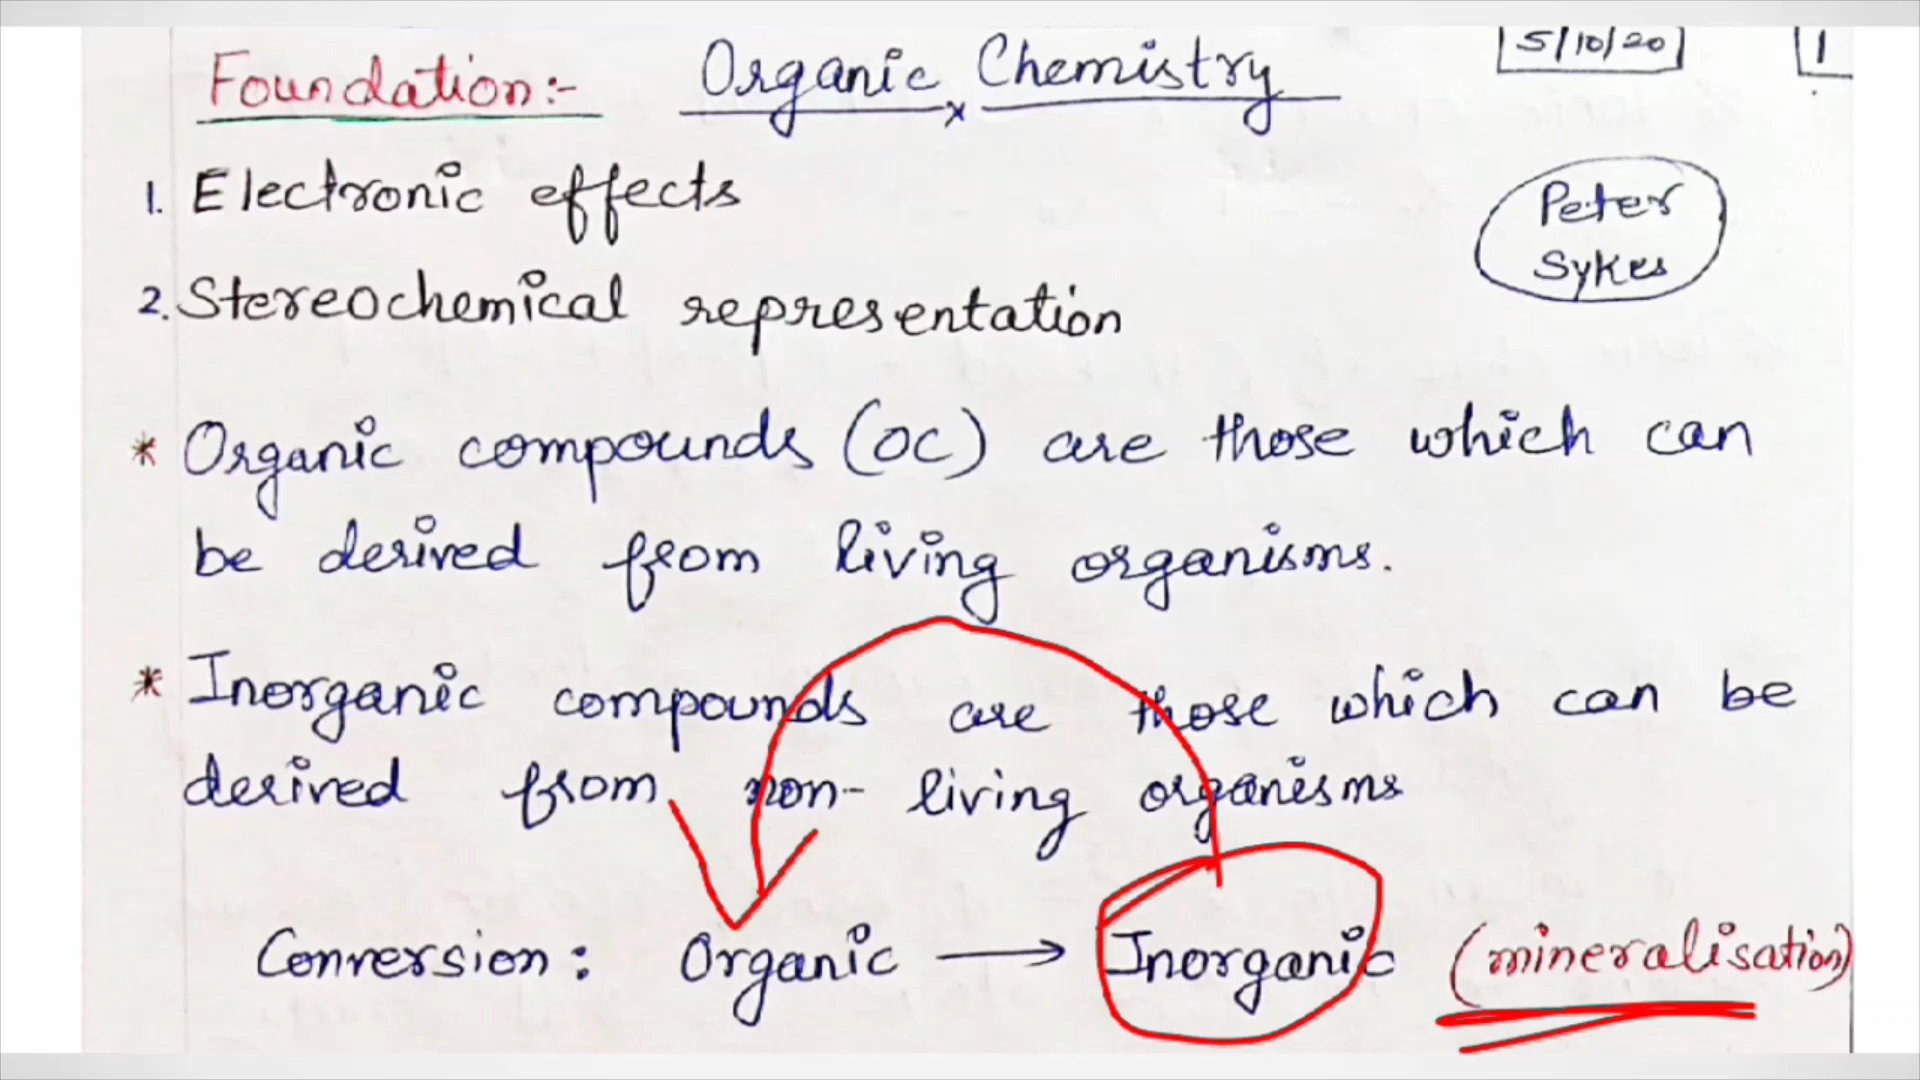 Foundation:- Organic Chemistry 5/10/20 1
1. Electronic effects
Peter
Sykes
2. Stereochemical representation
* Organic compounds (OC) are those which can
be derived from living organisms.
* Inorganic compounds are those which can be
derived from non-living organisms
Conversion: Organic → Inorganic (mineralisation)